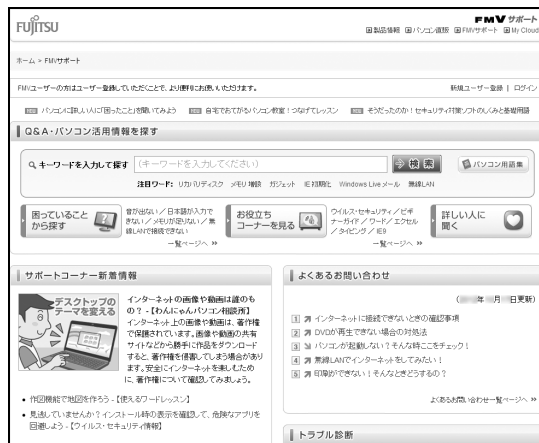 FUJITSU
FMVサポート
製品情報 パソコン直販 FMVサポート My Cloud
ホーム > FMVサポート
FMVユーザーの方はユーザー登録していただくことで、より便利にお使いいただけます。 新規ユーザー登録 | ログイン
パソコンに詳しい人に「困ったこと」を聞いてみよう 自宅でおてがるパソコン教室!つなげてレッスン そうだったのか!セキュリティ対策ソフトのしくみと基礎用語
Q&A・パソコン活用情報を探す
キーワードを入力して探す (キーワードを入力してください) 検索 パソコン用語集
注目ワード: リカバリディスク メモリ増設 ガジェット IE初期化 Windows Liveメール 無線LAN
困っていること
から探す
音が出ない/日本語が入力で
きない/メモリが足りない/無
線LANで接続できない
一覧ページへ
お役立ち
コーナーを見る
ウイルス・セキュリティ/ビギ
ナーガイド/ワード/エクセル
/タイピング/IE9
一覧ページへ
詳しい人に
聞く
サポートコーナー新着情報
デスクトップの
テーマを変える
インターネットの画像や動画は誰のも
の? -【わんにゃんパソコン相談所】
インターネット上の画像や動画は、著作権
で保護されています。画像や動画の共有
サイトなどから勝手に作品をダウンロード
すると、著作権を侵害してしまう場合があり
ます。安全にインターネットを楽しむため
に、著作権について確認してみましょう。
• 作図機能で地図を作ろう -【使えるワードレッスン】
• 見逃していませんか?インストール時の表示を確認して、危険なアプリを
回避しよう -【ウイルス・セキュリティ情報】
よくあるお問い合わせ
( 年 月 日更新)
1 インターネットに接続できないときの確認事項
2 DVDが再生できない場合の対処法
3 パソコンが起動しない!そんな時にここをチェック!
4 無線LANでインターネットをしてみたい!
5 印刷ができない!そんなときどうするの?
よくあるお問い合わせ一覧ページへ
トラブル診断